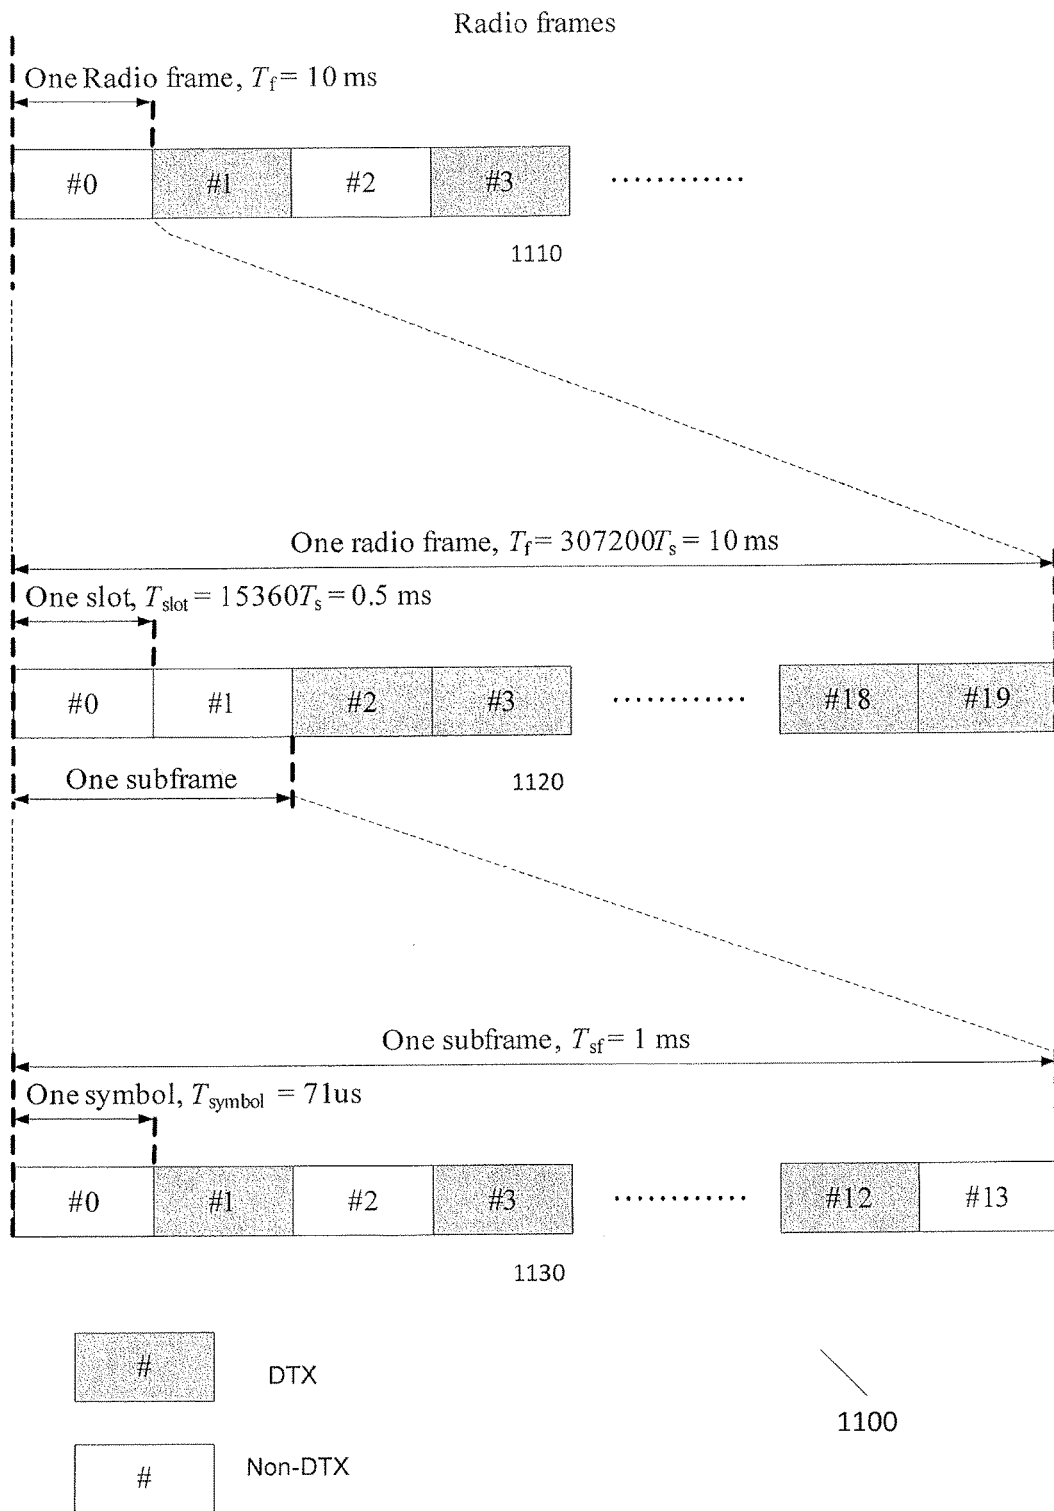 Radio frames
One Radio frame, Tf = 10 ms
#0 #1 #2 #3 ............
1110
One radio frame, Tf = 307200Ts = 10 ms
One slot, Tslot = 15360Ts = 0.5 ms
#0 #1 #2 #3 ............ #18 #19
One subframe
1120
One subframe, Tsf = 1 ms
One symbol, Tsymbol = 71us
#0 #1 #2 #3 ............ #12 #13
1130
# DTX
1100
# Non-DTX